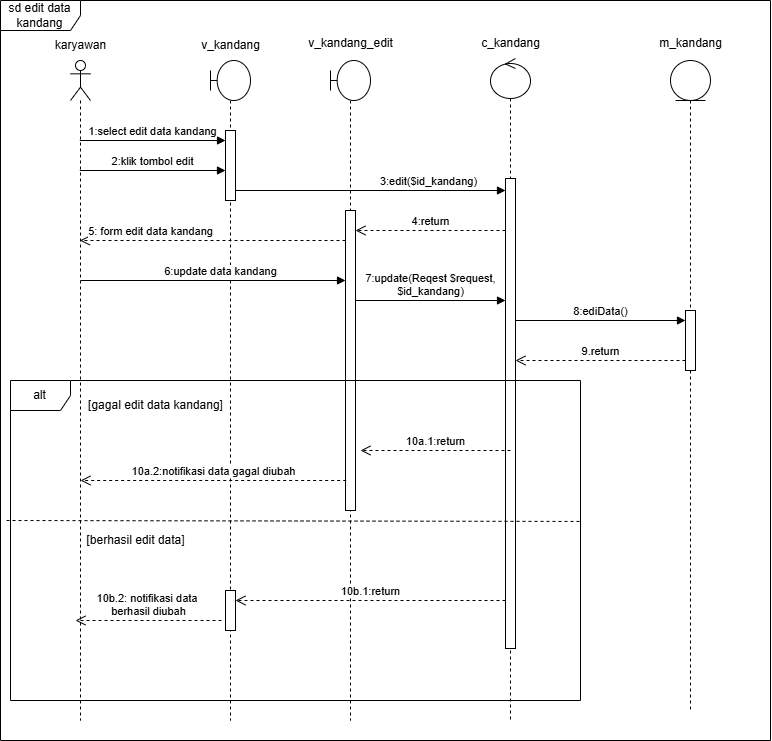 sd edit data
kandang
karyawan
v_kandang
v_kandang_edit
c_kandang
m_kandang
1:select edit data kandang
2:klik tombol edit
3:edit($id_kandang)
4:return
5: form edit data kandang
6:update data kandang
7:update(Reqest $request,
$id_kandang)
8:ediData()
9.return
alt
[gagal edit data kandang]
10a.1:return
10a.2:notifikasi data gagal diubah
[berhasil edit data]
10b.1:return
10b.2: notifikasi data
berhasil diubah